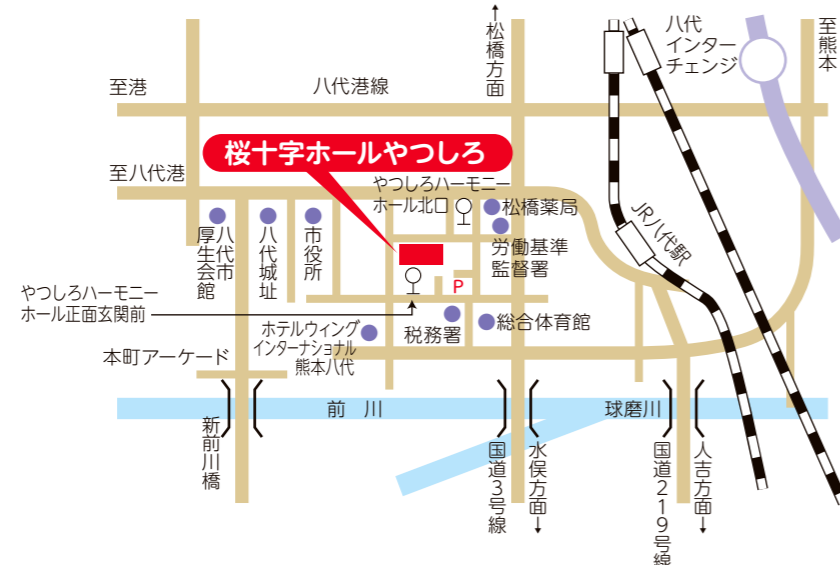 ↑松橋方面
八代
インター
チェンジ
至熊本
至港
八代港線
桜十字ホールやつしろ
至八代港
やつしろハーモニー
ホール北口
松橋薬局
労働基準
監督署
八代市
厚生会館
八代城址
市役所
JR八代駅
P
やつしろハーモニー
ホール正面玄関前
ホテルウィング
インターナショナル
熊本八代
税務署
総合体育館
本町アーケード
前川
球磨川
新前川橋
国道3号線
水俣方面↓
国道219号線
人吉方面↓